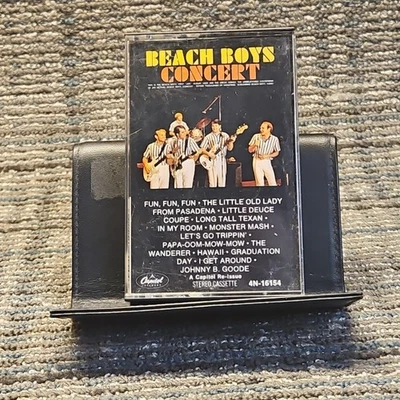 BEACH BOYS
CONCERT
FUN, FUN, FUN • THE LITTLE OLD LADY
FROM PASADENA • LITTLE DEUCE
COUPE • LONG TALL TEXAN •
IN MY ROOM • MONSTER MASH •
LET'S GO TRIPPIN' •
PAPA-OOM-MOW-MOW • THE
WANDERER • HAWAII • GRADUATION
DAY • I GET AROUND •
JOHNNY B. GOODE
A Capitol Re-Issue
Capitol
STEREO CASSETTE
4N-16154